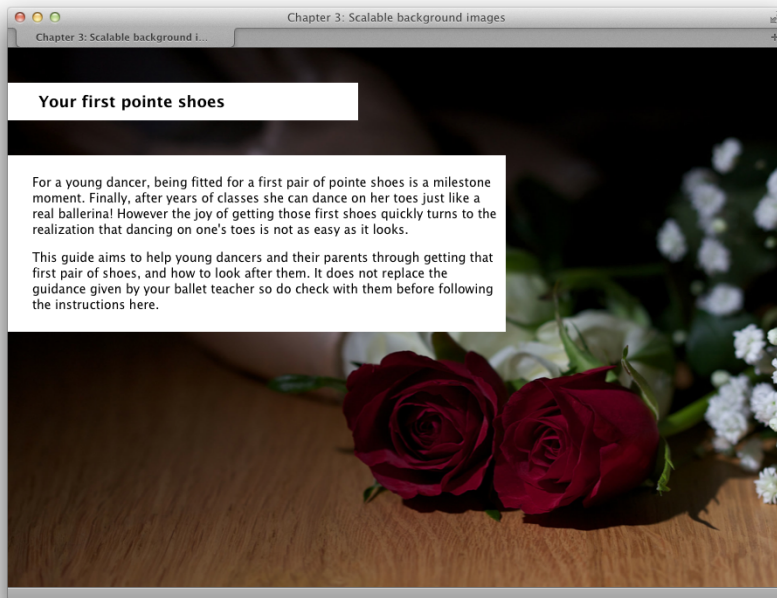 Chapter 3: Scalable background images
Chapter 3: Scalable background i...
Your first pointe shoes
For a young dancer, being fitted for a first pair of pointe shoes is a milestone
moment. Finally, after years of classes she can dance on her toes just like a
real ballerina! However the joy of getting those first shoes quickly turns to the
realization that dancing on one's toes is not as easy as it looks.
This guide aims to help young dancers and their parents through getting that
first pair of shoes, and how to look after them. It does not replace the
guidance given by your ballet teacher so do check with them before following
the instructions here.